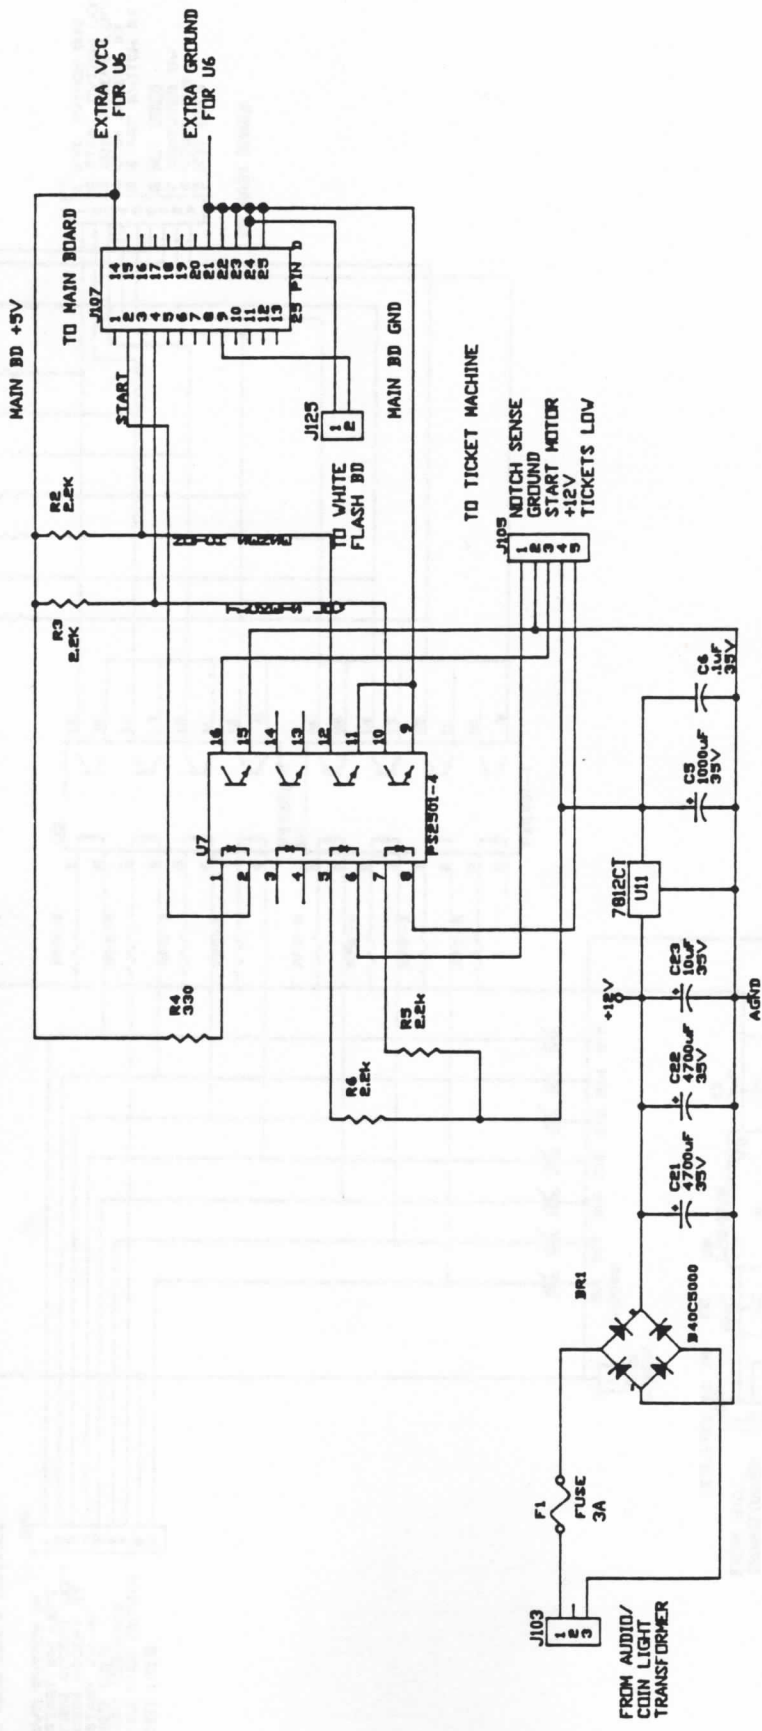 MAIN BD +5V
EXTRA VCC
FOR U6
EXTRA GROUND
FOR U6
TO MAIN BOARD
J107
1
2
3
4
5
6
7
8
9
10
11
12
13
14
15
16
17
18
19
20
21
22
23
24
25
25 PIN D
START
R2
2.2K
R3
2.2K
J125
1
2
TO WHITE
FLASH BD
MAIN BD GND
TO TICKET MACHINE
J105
1
2
3
4
5
NOTCH SENSE
GROUND
START MOTOR
+12V
TICKETS LOW
U7
1
2
3
4
5
6
7
8
16
15
14
13
12
11
10
9
PS2501-4
R4
330
R5
2.2K
R6
2.2K
C6
.1uF
35V
C5
1000uF
35V
7812CT
U11
+12V
C23
10uF
35V
AGND
C22
4700uF
35V
C21
4700uF
35V
BR1
B40C5000
+
-
F1
FUSE
3A
J103
1
2
3
FROM AUDIO/
COIN LIGHT
TRANSFORMER